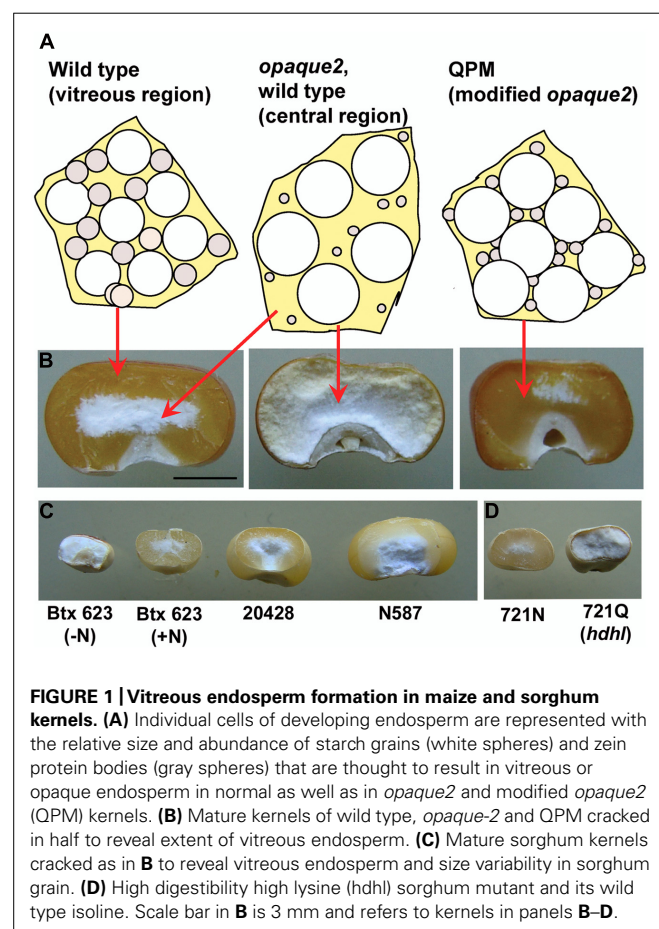 A
Wild type
(vitreous region)
opaque2,
wild type
(central region)
QPM
(modified opaque2)
B
C
D
Btx 623
(-N)
Btx 623
(+N)
20428
N587
721N
721Q
(hdhl)
FIGURE 1 | Vitreous endosperm formation in maize and sorghum
kernels. (A) Individual cells of developing endosperm are represented with
the relative size and abundance of starch grains (white spheres) and zein
protein bodies (gray spheres) that are thought to result in vitreous or
opaque endosperm in normal as well as in opaque2 and modified opaque2
(QPM) kernels. (B) Mature kernels of wild type, opaque-2 and QPM cracked
in half to reveal extent of vitreous endosperm. (C) Mature sorghum kernels
cracked as in B to reveal vitreous endosperm and size variability in sorghum
grain. (D) High digestibility high lysine (hdhl) sorghum mutant and its wild
type isoline. Scale bar in B is 3 mm and refers to kernels in panels B–D.